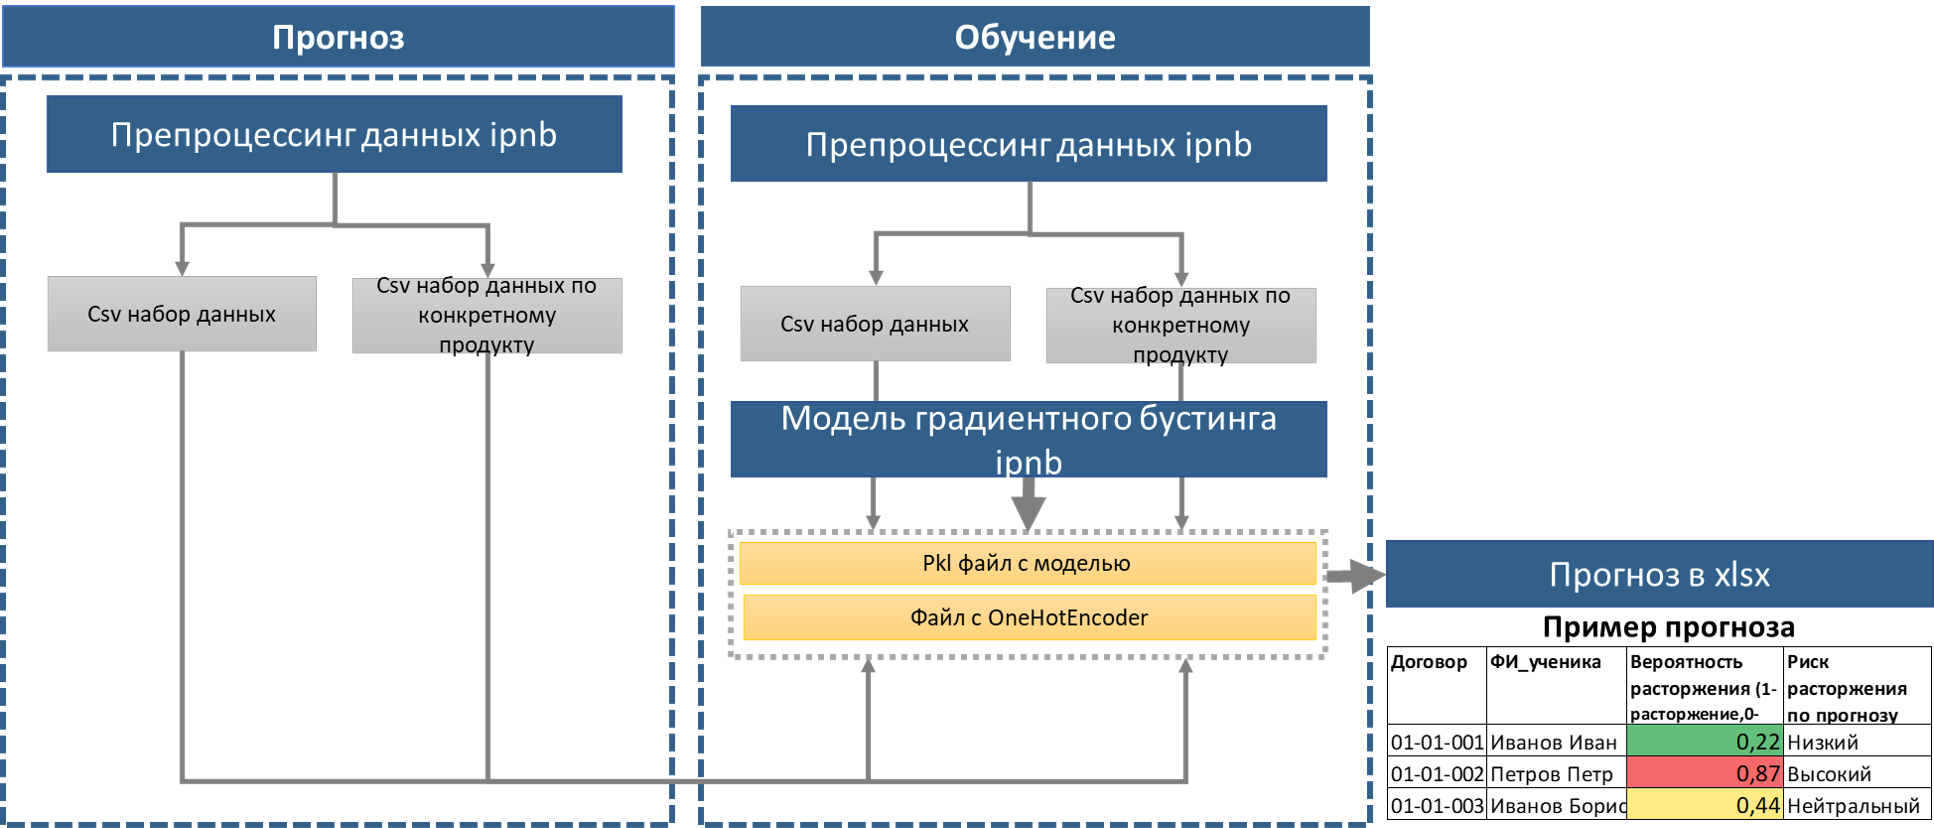 Прогноз
Препроцессинг данных ipnb
Csv набор данных
Csv набор данных по
конкретному
продукту
Обучение
Препроцессинг данных ipnb
Csv набор данных
Csv набор данных по
конкретному
продукту
Модель градиентного бустинга
ipnb
Pkl файл с моделью
Файл с OneHotEncoder
Прогноз в xlsx
Пример прогноза
Договор ФИ_ученика Вероятность Риск
расторжения (1- расторжения
расторжение,0- по прогнозу
01-01-001 Иванов Иван 0,22 Низкий
01-01-002 Петров Петр 0,87 Высокий
01-01-003 Иванов Борис 0,44 Нейтральный